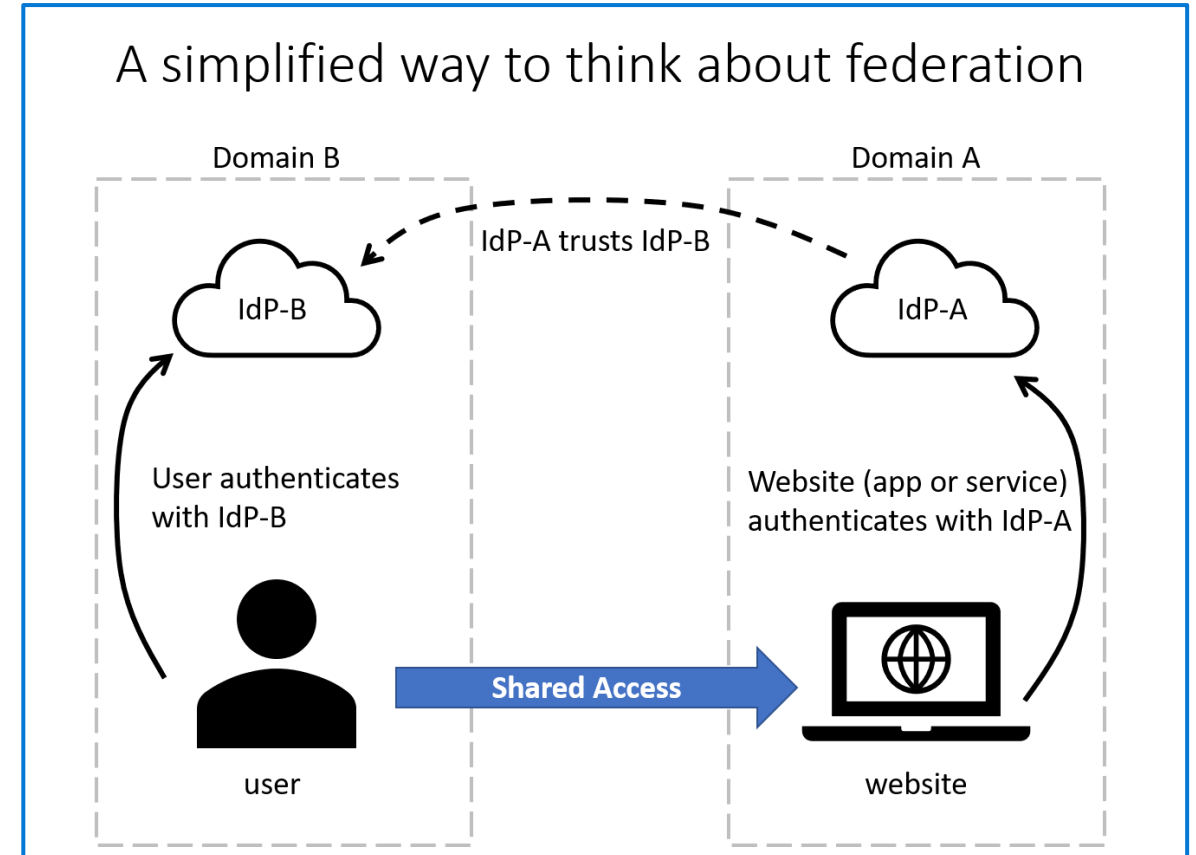 A simplified way to think about federation
Domain B
Domain A
IdP-A trusts IdP-B
IdP-B
IdP-A
User authenticates
with IdP-B
Website (app or service)
authenticates with IdP-A
Shared Access
user
website